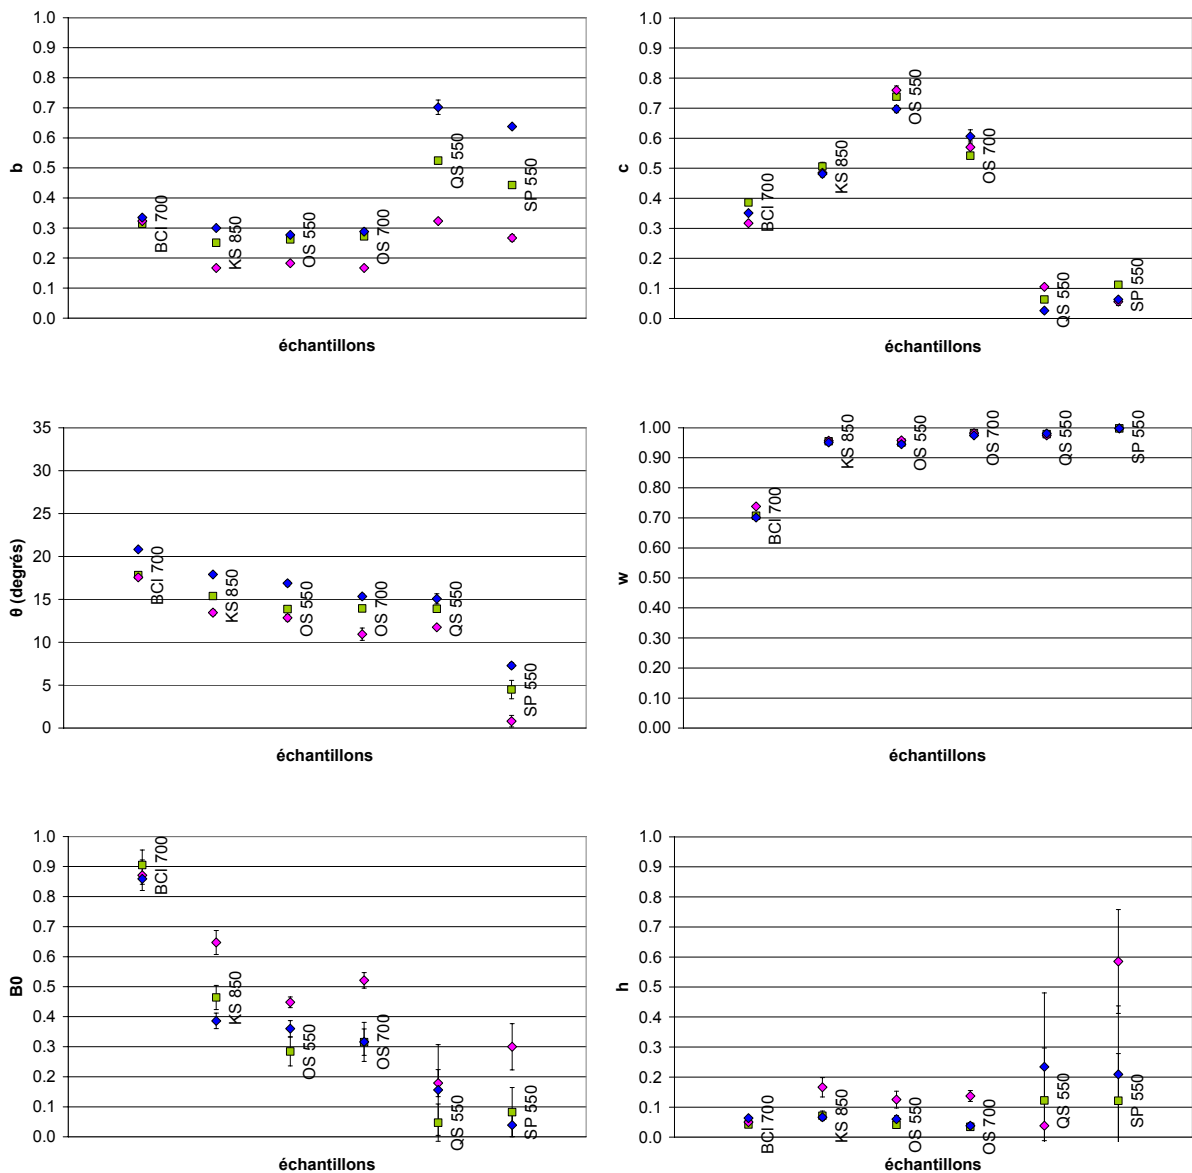 1.0
0.9
0.8
0.7
0.6
0.5
0.4
0.3
0.2
0.1
0.0
b
BCI 700
KS 850
OS 550
OS 700
QS 550
SP 550
échantillons
1.0
0.9
0.8
0.7
0.6
0.5
0.4
0.3
0.2
0.1
0.0
c
BCI 700
KS 850
OS 550
OS 700
QS 550
SP 550
échantillons
35
30
25
20
15
10
5
0
θ (degrés)
BCI 700
KS 850
OS 550
OS 700
QS 550
SP 550
échantillons
1.00
0.90
0.80
0.70
0.60
0.50
0.40
0.30
0.20
0.10
0.00
w
BCI 700
KS 850
OS 550
OS 700
QS 550
SP 550
échantillons
1.0
0.9
0.8
0.7
0.6
0.5
0.4
0.3
0.2
0.1
0.0
B0
BCI 700
KS 850
OS 550
OS 700
QS 550
SP 550
échantillons
1.0
0.9
0.8
0.7
0.6
0.5
0.4
0.3
0.2
0.1
0.0
h
BCI 700
KS 850
OS 550
OS 700
QS 550
SP 550
échantillons